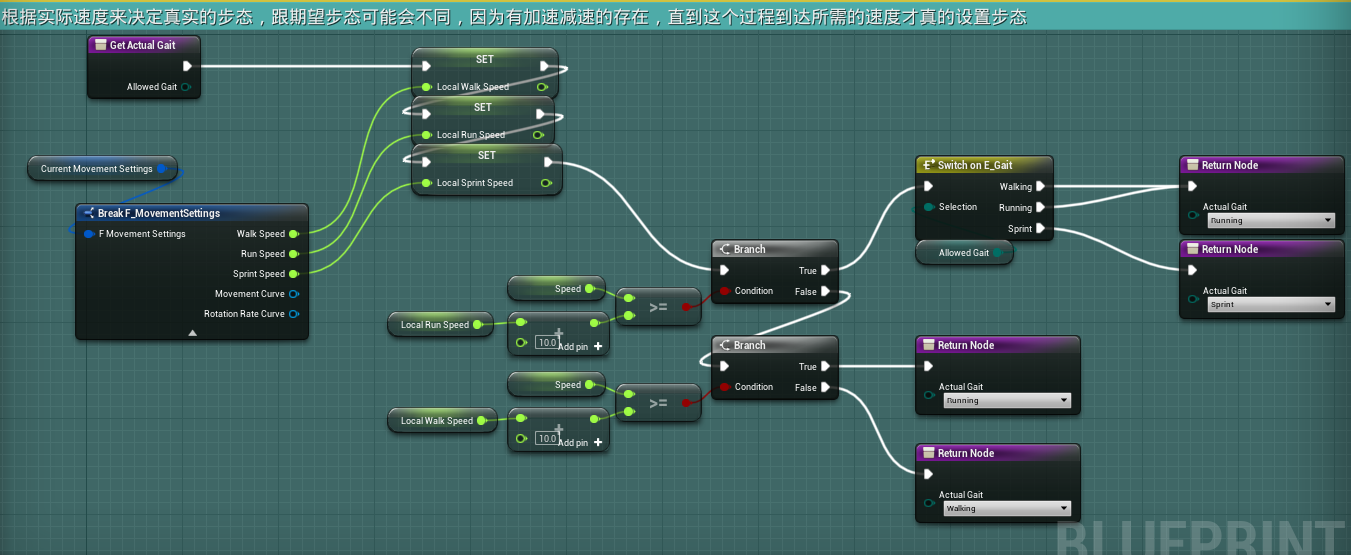 根据实际速度来决定真实的步态，跟期望步态可能会不同，因为有加速减速的存在，直到这个过程到达所需的速度才真的设置步态
Get Actual Gait
Allowed Gait
SET
Local Walk Speed
SET
Local Run Speed
SET
Local Sprint Speed
Current Movement Settings
Break F_MovementSettings
F Movement Settings
Walk Speed
Run Speed
Sprint Speed
Movement Curve
Rotation Rate Curve
Speed
>=
Local Run Speed
10.0
Add pin +
Speed
>=
Local Walk Speed
10.0
Add pin +
Branch
True
Condition
False
Branch
True
Condition
False
Switch on E_Gait
Walking
Selection
Running
Sprint
Allowed Gait
Return Node
Actual Gait
Running
Return Node
Actual Gait
Sprint
Return Node
Actual Gait
Running
Return Node
Actual Gait
Walking
BLUEPRINT